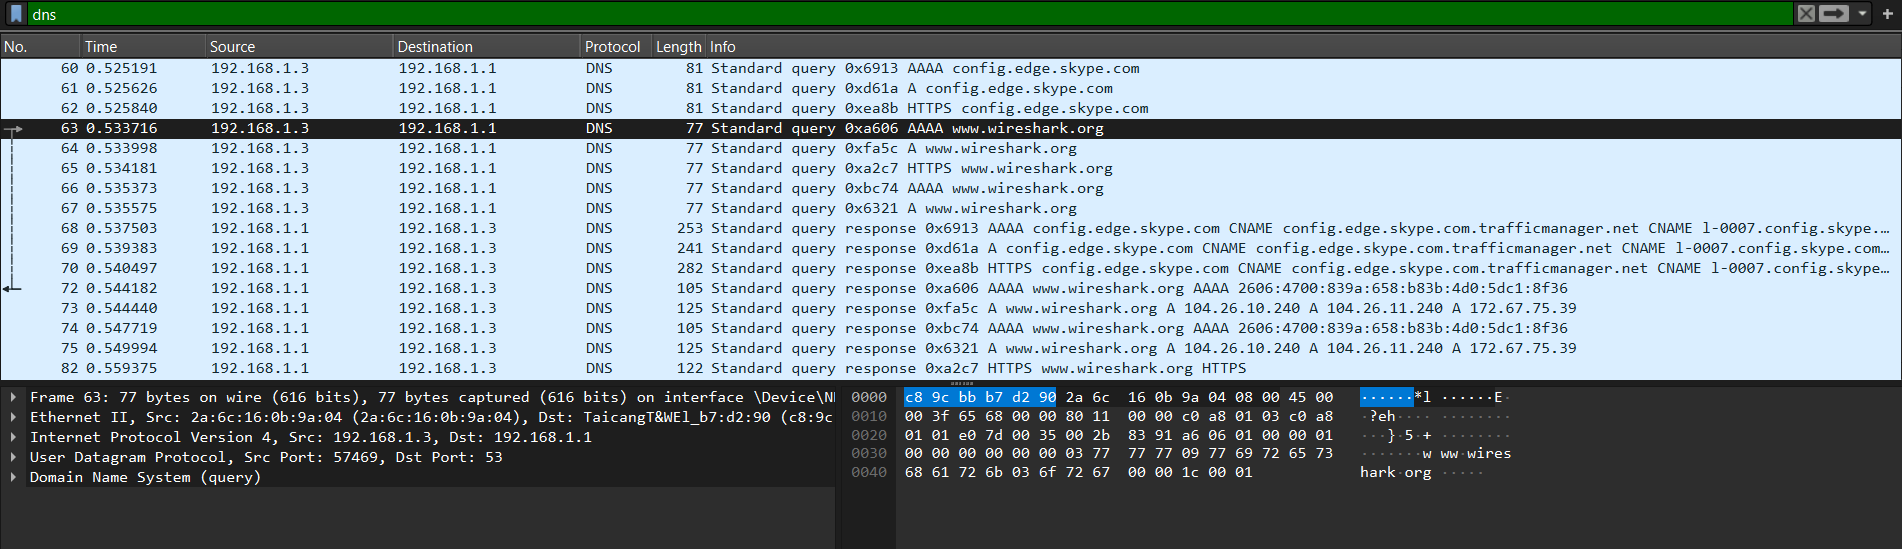 dns
No. Time Source Destination Protocol Length Info
60 0.525191 192.168.1.3 192.168.1.1 DNS 81 Standard query 0x6913 AAAA config.edge.skype.com
61 0.525626 192.168.1.3 192.168.1.1 DNS 81 Standard query 0xd61a A config.edge.skype.com
62 0.525840 192.168.1.3 192.168.1.1 DNS 81 Standard query 0xea8b HTTPS config.edge.skype.com
63 0.533716 192.168.1.3 192.168.1.1 DNS 77 Standard query 0xa606 AAAA www.wireshark.org
64 0.533998 192.168.1.3 192.168.1.1 DNS 77 Standard query 0xfa5c A www.wireshark.org
65 0.534181 192.168.1.3 192.168.1.1 DNS 77 Standard query 0xa2c7 HTTPS www.wireshark.org
66 0.535373 192.168.1.3 192.168.1.1 DNS 77 Standard query 0xbc74 AAAA www.wireshark.org
67 0.535575 192.168.1.3 192.168.1.1 DNS 77 Standard query 0x6321 A www.wireshark.org
68 0.537503 192.168.1.1 192.168.1.3 DNS 253 Standard query response 0x6913 AAAA config.edge.skype.com CNAME config.edge.skype.com.trafficmanager.net CNAME l-0007.config.skype....
69 0.539383 192.168.1.1 192.168.1.3 DNS 241 Standard query response 0xd61a A config.edge.skype.com CNAME config.edge.skype.com.trafficmanager.net CNAME l-0007.config.skype.com...
70 0.540497 192.168.1.1 192.168.1.3 DNS 282 Standard query response 0xea8b HTTPS config.edge.skype.com CNAME config.edge.skype.com.trafficmanager.net CNAME l-0007.config.skype...
72 0.544182 192.168.1.1 192.168.1.3 DNS 105 Standard query response 0xa606 AAAA www.wireshark.org AAAA 2606:4700:839a:658:b83b:4d0:5dc1:8f36
73 0.544440 192.168.1.1 192.168.1.3 DNS 125 Standard query response 0xfa5c A www.wireshark.org A 104.26.10.240 A 104.26.11.240 A 172.67.75.39
74 0.547719 192.168.1.1 192.168.1.3 DNS 105 Standard query response 0xbc74 AAAA www.wireshark.org AAAA 2606:4700:839a:658:b83b:4d0:5dc1:8f36
75 0.549994 192.168.1.1 192.168.1.3 DNS 125 Standard query response 0x6321 A www.wireshark.org A 104.26.10.240 A 104.26.11.240 A 172.67.75.39
82 0.559375 192.168.1.1 192.168.1.3 DNS 122 Standard query response 0xa2c7 HTTPS www.wireshark.org HTTPS
Frame 63: 77 bytes on wire (616 bits), 77 bytes captured (616 bits) on interface \Device\N
Ethernet II, Src: 2a:6c:16:0b:9a:04 (2a:6c:16:0b:9a:04), Dst: TaicangT&WEl_b7:d2:90 (c8:9c
Internet Protocol Version 4, Src: 192.168.1.3, Dst: 192.168.1.1
User Datagram Protocol, Src Port: 57469, Dst Port: 53
Domain Name System (query)
0000 c8 9c bb b7 d2 90 2a 6c 16 0b 9a 04 08 00 45 00 ······*l ······E·
0010 00 3f 65 68 00 00 80 11 00 00 c0 a8 01 03 c0 a8 ·?eh···· ········
0020 01 01 e0 7d 00 35 00 2b 83 91 a6 06 01 00 00 01 ···}·5·+ ········
0030 00 00 00 00 00 00 03 77 77 77 09 77 69 72 65 73 ·······w ww·wires
0040 68 61 72 6b 03 6f 72 67 00 00 1c 00 01 hark·org ·····